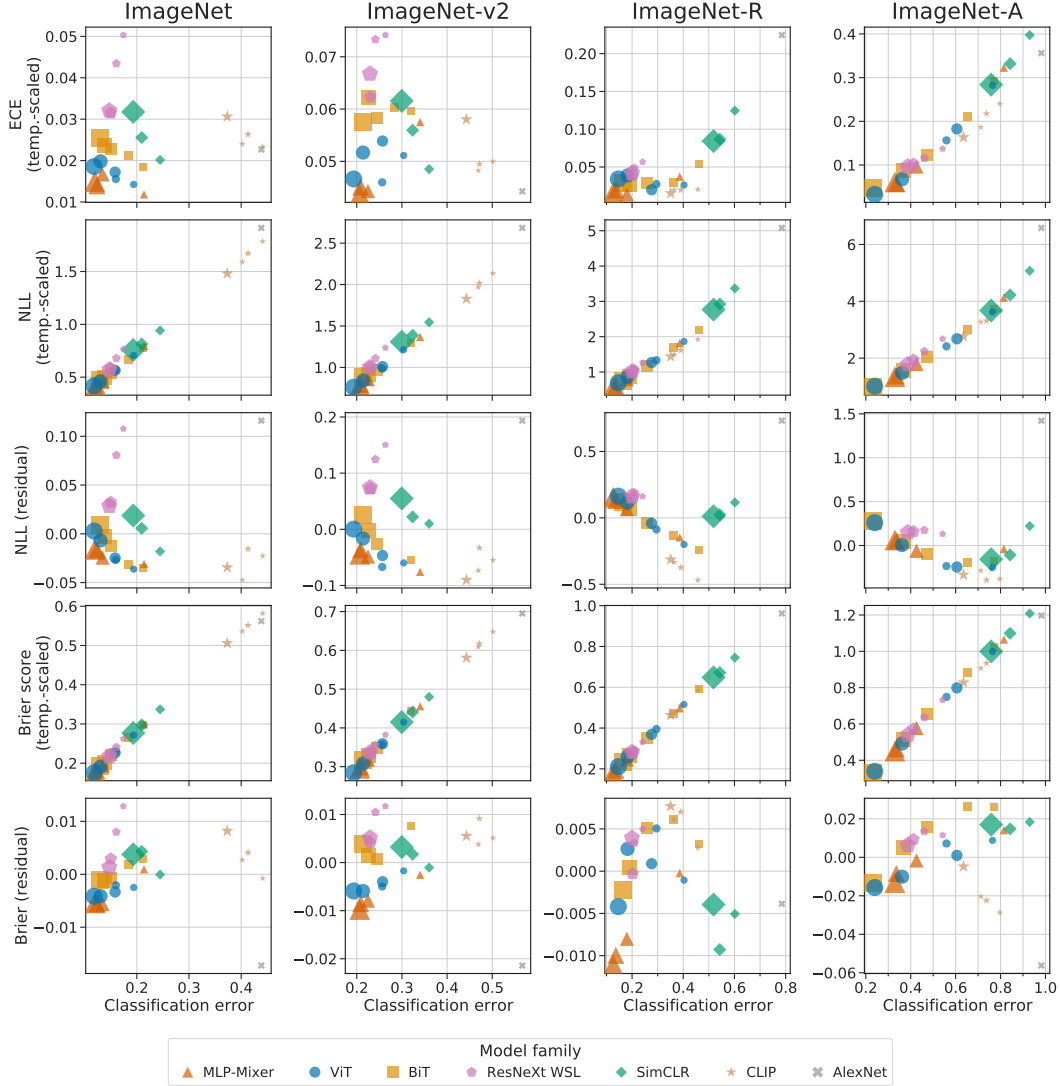 ImageNet ImageNet-v2 ImageNet-R ImageNet-A
ECE
(temp.-scaled)
0.05 0.04 0.03 0.02 0.01
0.07 0.06 0.05
0.20 0.15 0.10 0.05
0.4 0.3 0.2 0.1
NLL
(temp.-scaled)
1.5 1.0 0.5
2.5 2.0 1.5 1.0
5 4 3 2 1
6 4 2
NLL (residual)
0.10 0.05 0.00 −0.05
0.2 0.1 0.0 −0.1
0.5 0.0 −0.5
1.5 1.0 0.5 0.0
Brier score
(temp.-scaled)
0.6 0.5 0.4 0.3 0.2
0.7 0.6 0.5 0.4 0.3
1.0 0.8 0.6 0.4 0.2
1.2 1.0 0.8 0.6 0.4
Brier (residual)
0.01 0.00 −0.01
0.01 0.00 −0.01 −0.02
0.005 0.000 −0.005 −0.010
0.02 0.00 −0.02 −0.04 −0.06
0.2 0.3 0.4
0.2 0.3 0.4 0.5
0.2 0.4 0.6 0.8
0.2 0.4 0.6 0.8 1.0
Classification error Classification error Classification error Classification error
Model family
MLP-Mixer ViT BiT ResNeXt WSL SimCLR CLIP AlexNet